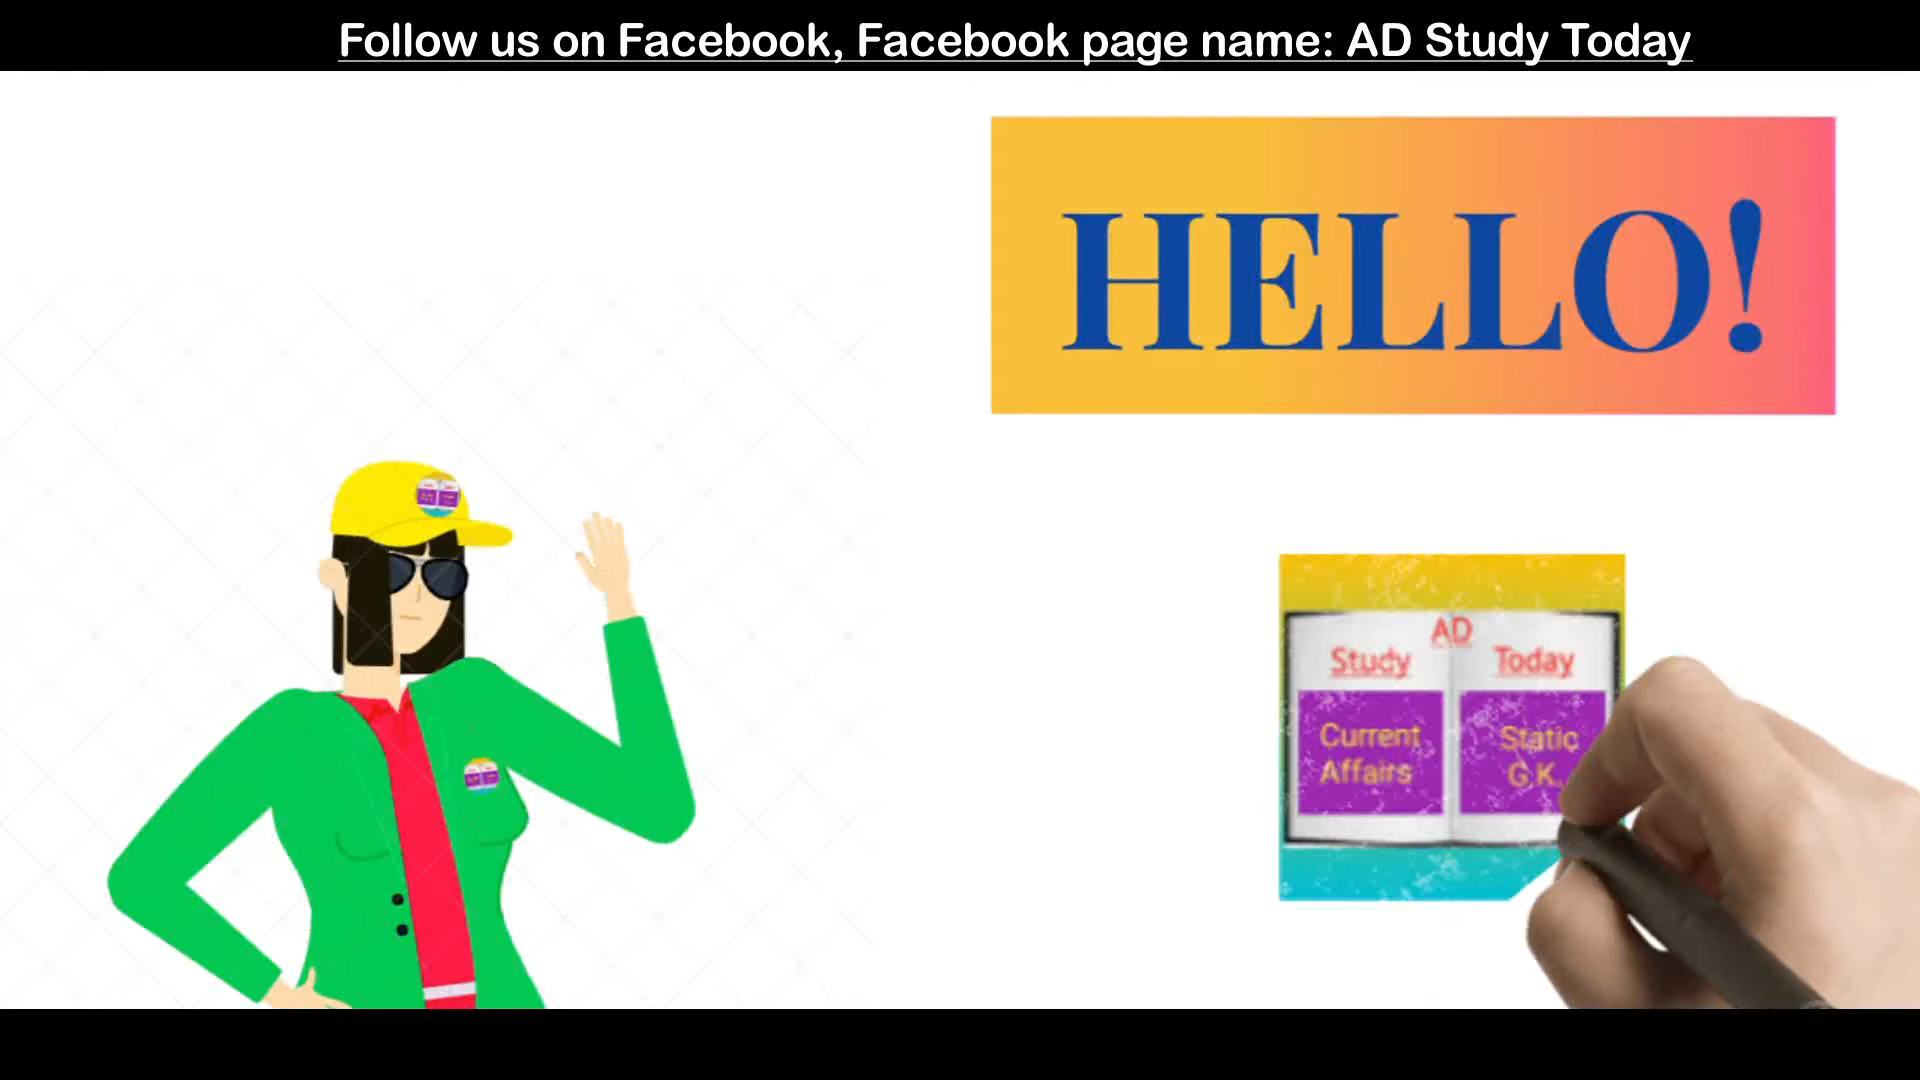 Follow us on Facebook, Facebook page name: AD Study Today
HELLO!
AD
Study Today
Current
Affairs
Static
G.K.